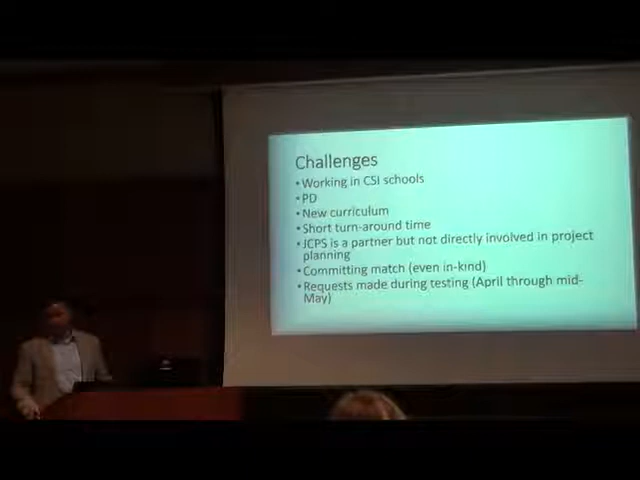 Challenges
•Working in CSI schools
•PD
•New curriculum
•Short turn-around time
•JCPS is a partner but not directly involved in project
planning
•Committing match (even in-kind)
•Requests made during testing (April through mid-
May)